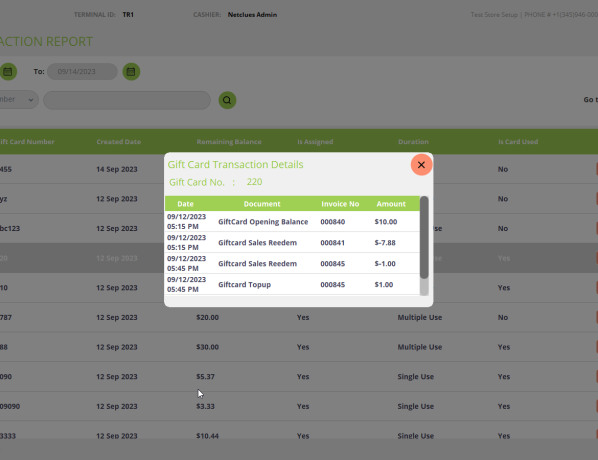 TERMINAL ID: TR1 CASHIER: Netclues Admin Test Store Setup | PHONE # +1(345)946-000
ACTION REPORT
To: 09/14/2023
mber
Go t
ift Card Number Created Date Remaining Balance Is Assigned Duration Is Card Used
455 14 Sep 2023 No
yz 12 Sep 2023 No
bc123 12 Sep 2023 Use No
20 12 Sep 2023 Use Yes
10 12 Sep 2023 Yes
787 12 Sep 2023 $20.00 Yes Multiple Use No
88 12 Sep 2023 $30.00 Yes Multiple Use Yes
090 12 Sep 2023 $5.37 Yes Single Use Yes
09090 12 Sep 2023 $3.33 Yes Single Use Yes
3333 12 Sep 2023 $10.44 Yes Single Use Yes
Gift Card Transaction Details
Gift Card No. : 220
Date Document Invoice No Amount
09/12/2023
05:15 PM GiftCard Opening Balance 000840 $10.00
09/12/2023
05:15 PM GiftCard Sales Reedem 000841 $-7.88
09/12/2023
05:45 PM GiftCard Sales Reedem 000845 $-1.00
09/12/2023
05:45 PM Giftcard Topup 000845 $1.00